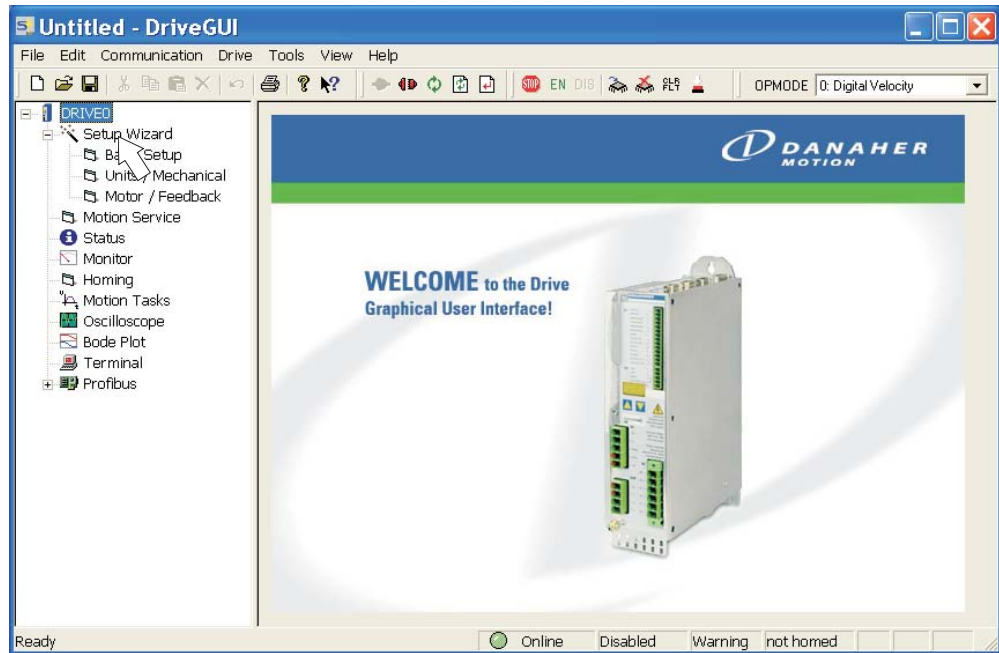 Untitled - DriveGUI
File Edit Communication Drive Tools View Help
STOP EN DIS OPMODE 0: Digital Velocity
DRIVE0
Setup Wizard
Setup
Mechanical
Motor / Feedback
Motion Service
Status
Monitor
Homing
Motion Tasks
Oscilloscope
Bode Plot
Terminal
Profibus
DANAHER
MOTION
WELCOME to the Drive
Graphical User Interface!
Ready Online Disabled Warning not homed